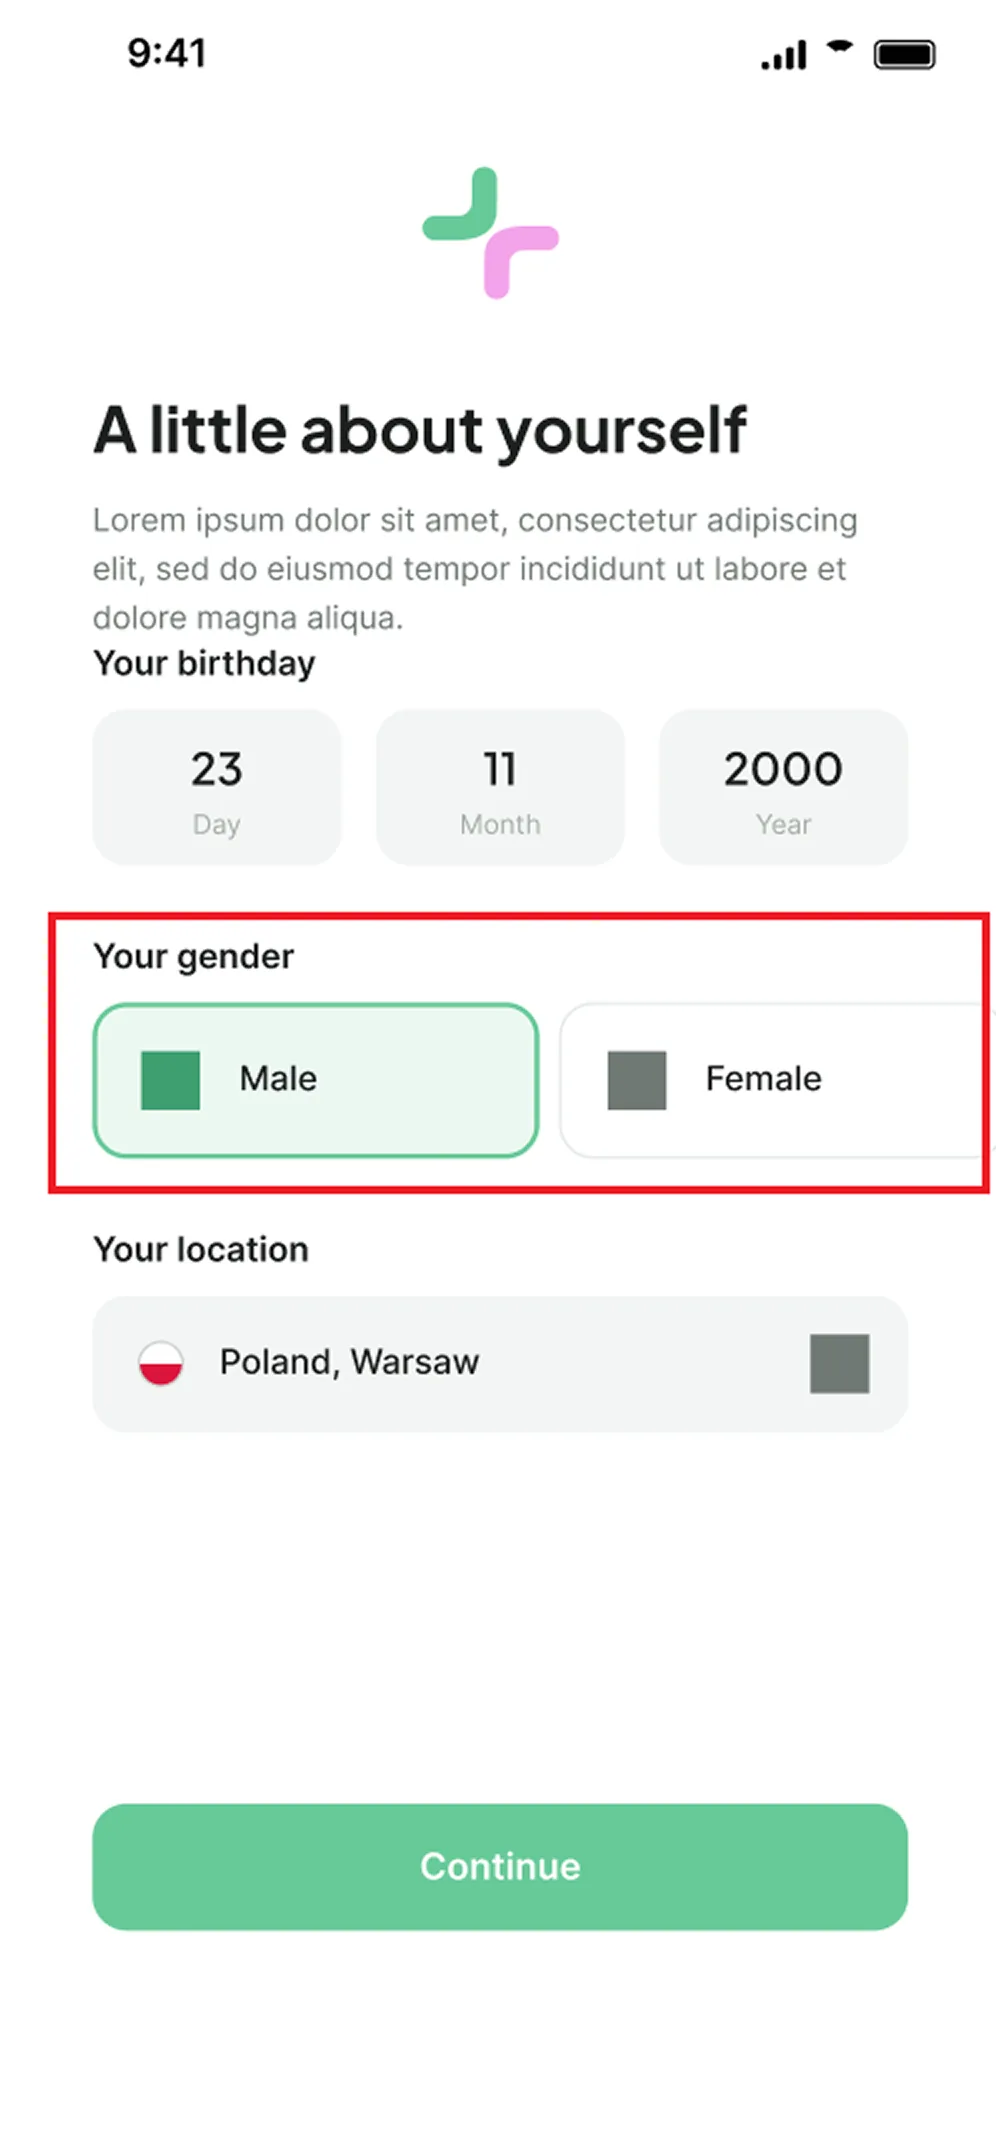 9:41
A little about yourself
Lorem ipsum dolor sit amet, consectetur adipiscing
elit, sed do eiusmod tempor incididunt ut labore et
dolore magna aliqua.
Your birthday
23
Day
11
Month
2000
Year
Your gender
Male
Female
Your location
Poland, Warsaw
Continue